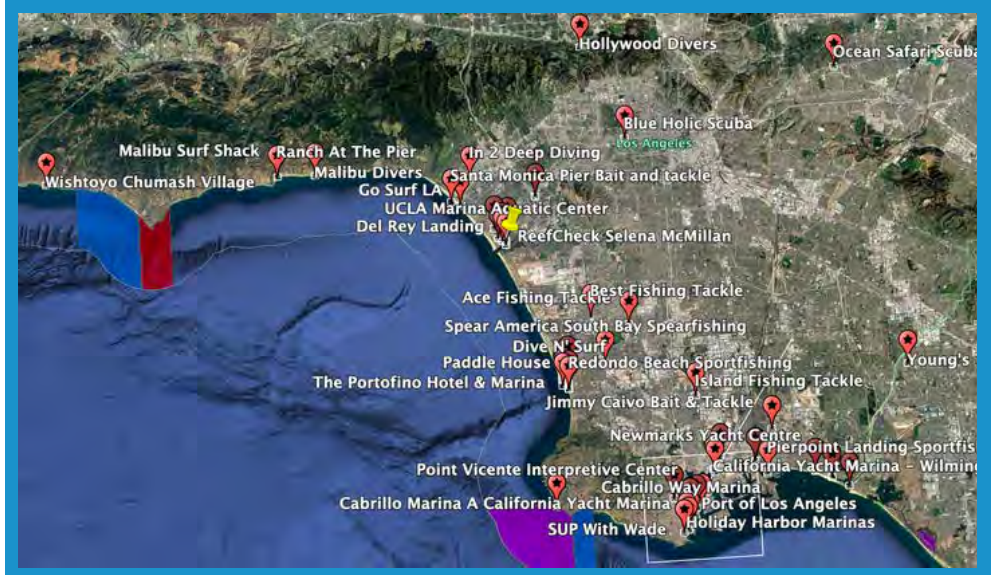 Hollywood Divers
Ocean Safari Scuba
Blue Holic Scuba
Los Angeles
Malibu Surf Shack
Ranch At The Pier
In 2 Deep Diving
Malibu Divers
Santa Monica Pier Bait and tackle
Wishtoyo Chumash Village
Go Surf LA
UCLA Marina Aquatic Center
Del Rey Landing
ReefCheck Selena McMillan
Ace Fishing Tackle
Best Fishing Tackle
Spear America South Bay Spearfishing
Dive N' Surf
Paddle House
Redondo Beach Sportfishing
Young's
The Portofino Hotel & Marina
Island Fishing Tackle
Jimmy Caivo Bait & Tackle
Newmarks Yacht Centre
Pierpoint Landing Sportfis
Point Vicente Interpretive Center
California Yacht Marina - Wilming
Cabrillo Way Marina
Cabrillo Marina A California Yacht Marina
Port of Los Angeles
SUP With Wade
Holiday Harbor Marinas